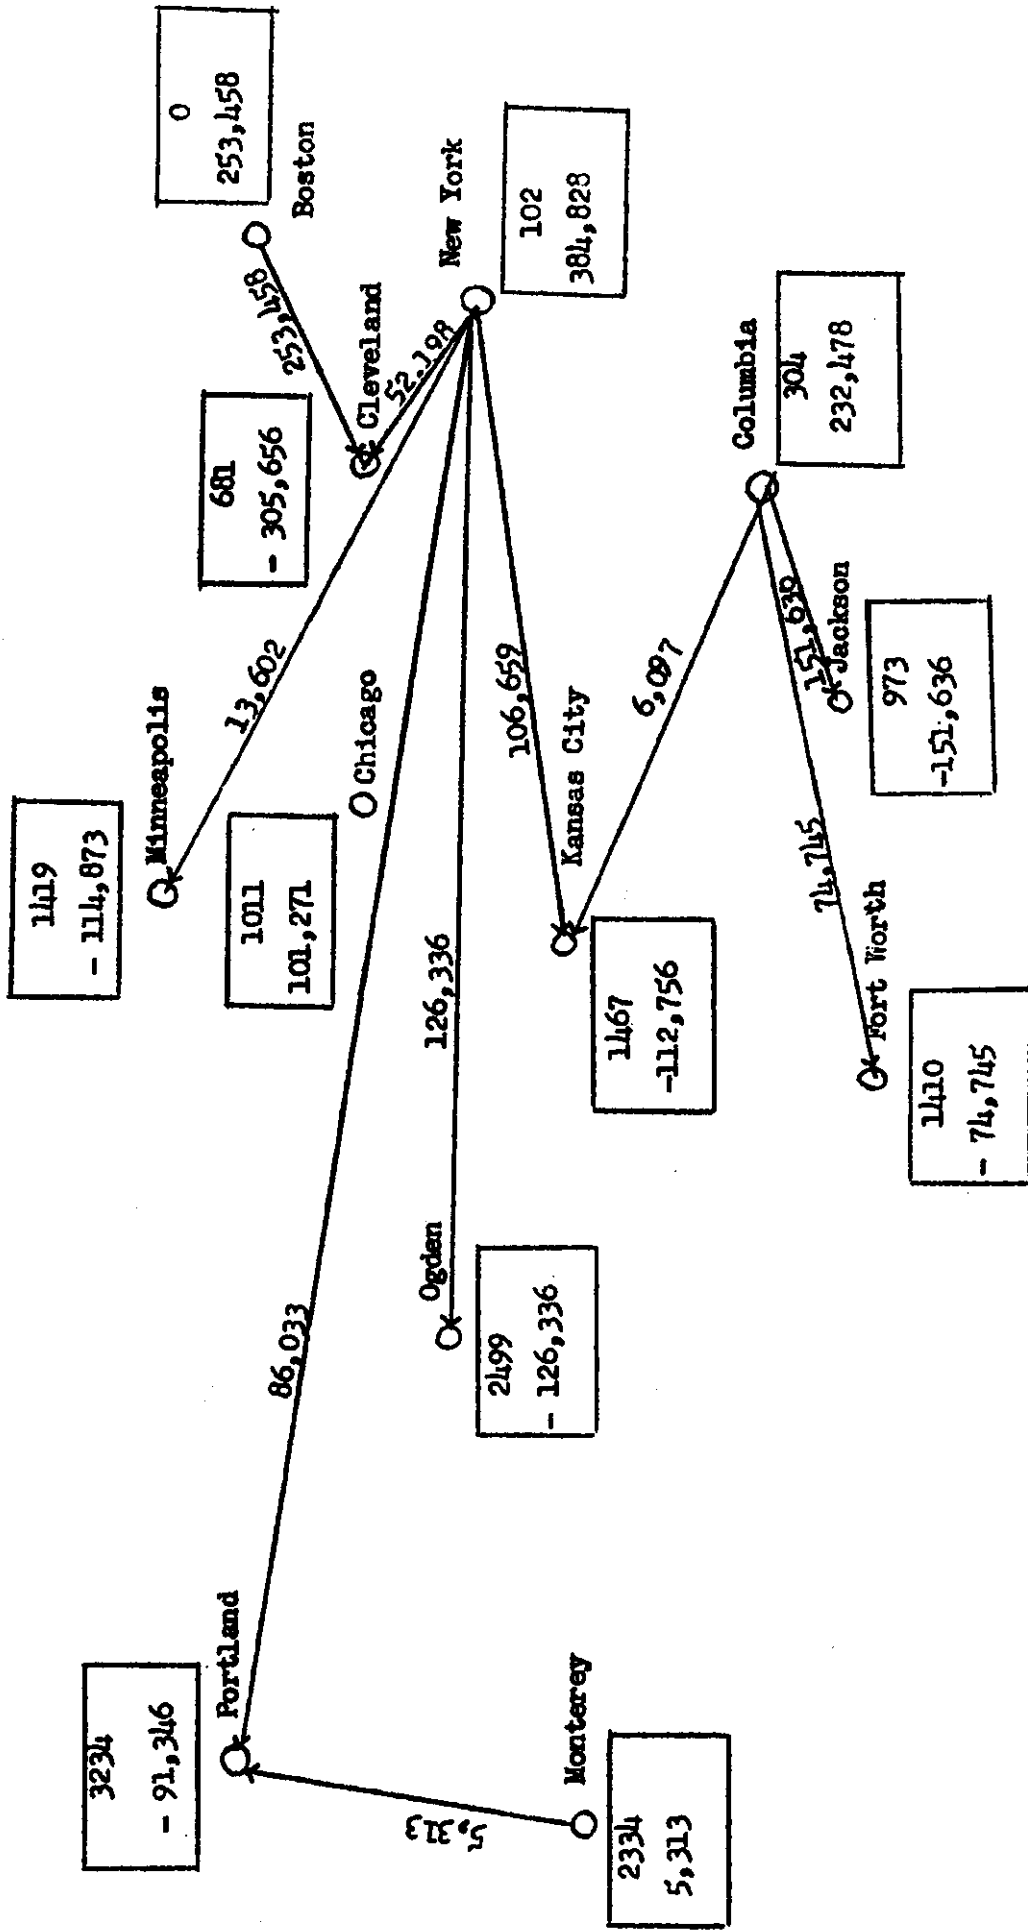 3234
- 91,346
Portland
5,313
Monterey
2334
5,313
86,033
Ogden
2499
- 126,336
126,336
1419
- 114,873
Minneapolis
13,602
1011
101,271
Chicago
106,659
Kansas City
1467
-112,756
6,097
74,745
Fort Worth
1410
- 74,745
151,636
Jackson
973
-151,636
681
- 305,656
Cleveland
52.198
253,458
0
253,458
Boston
New York
102
384,828
Columbia
304
232,478